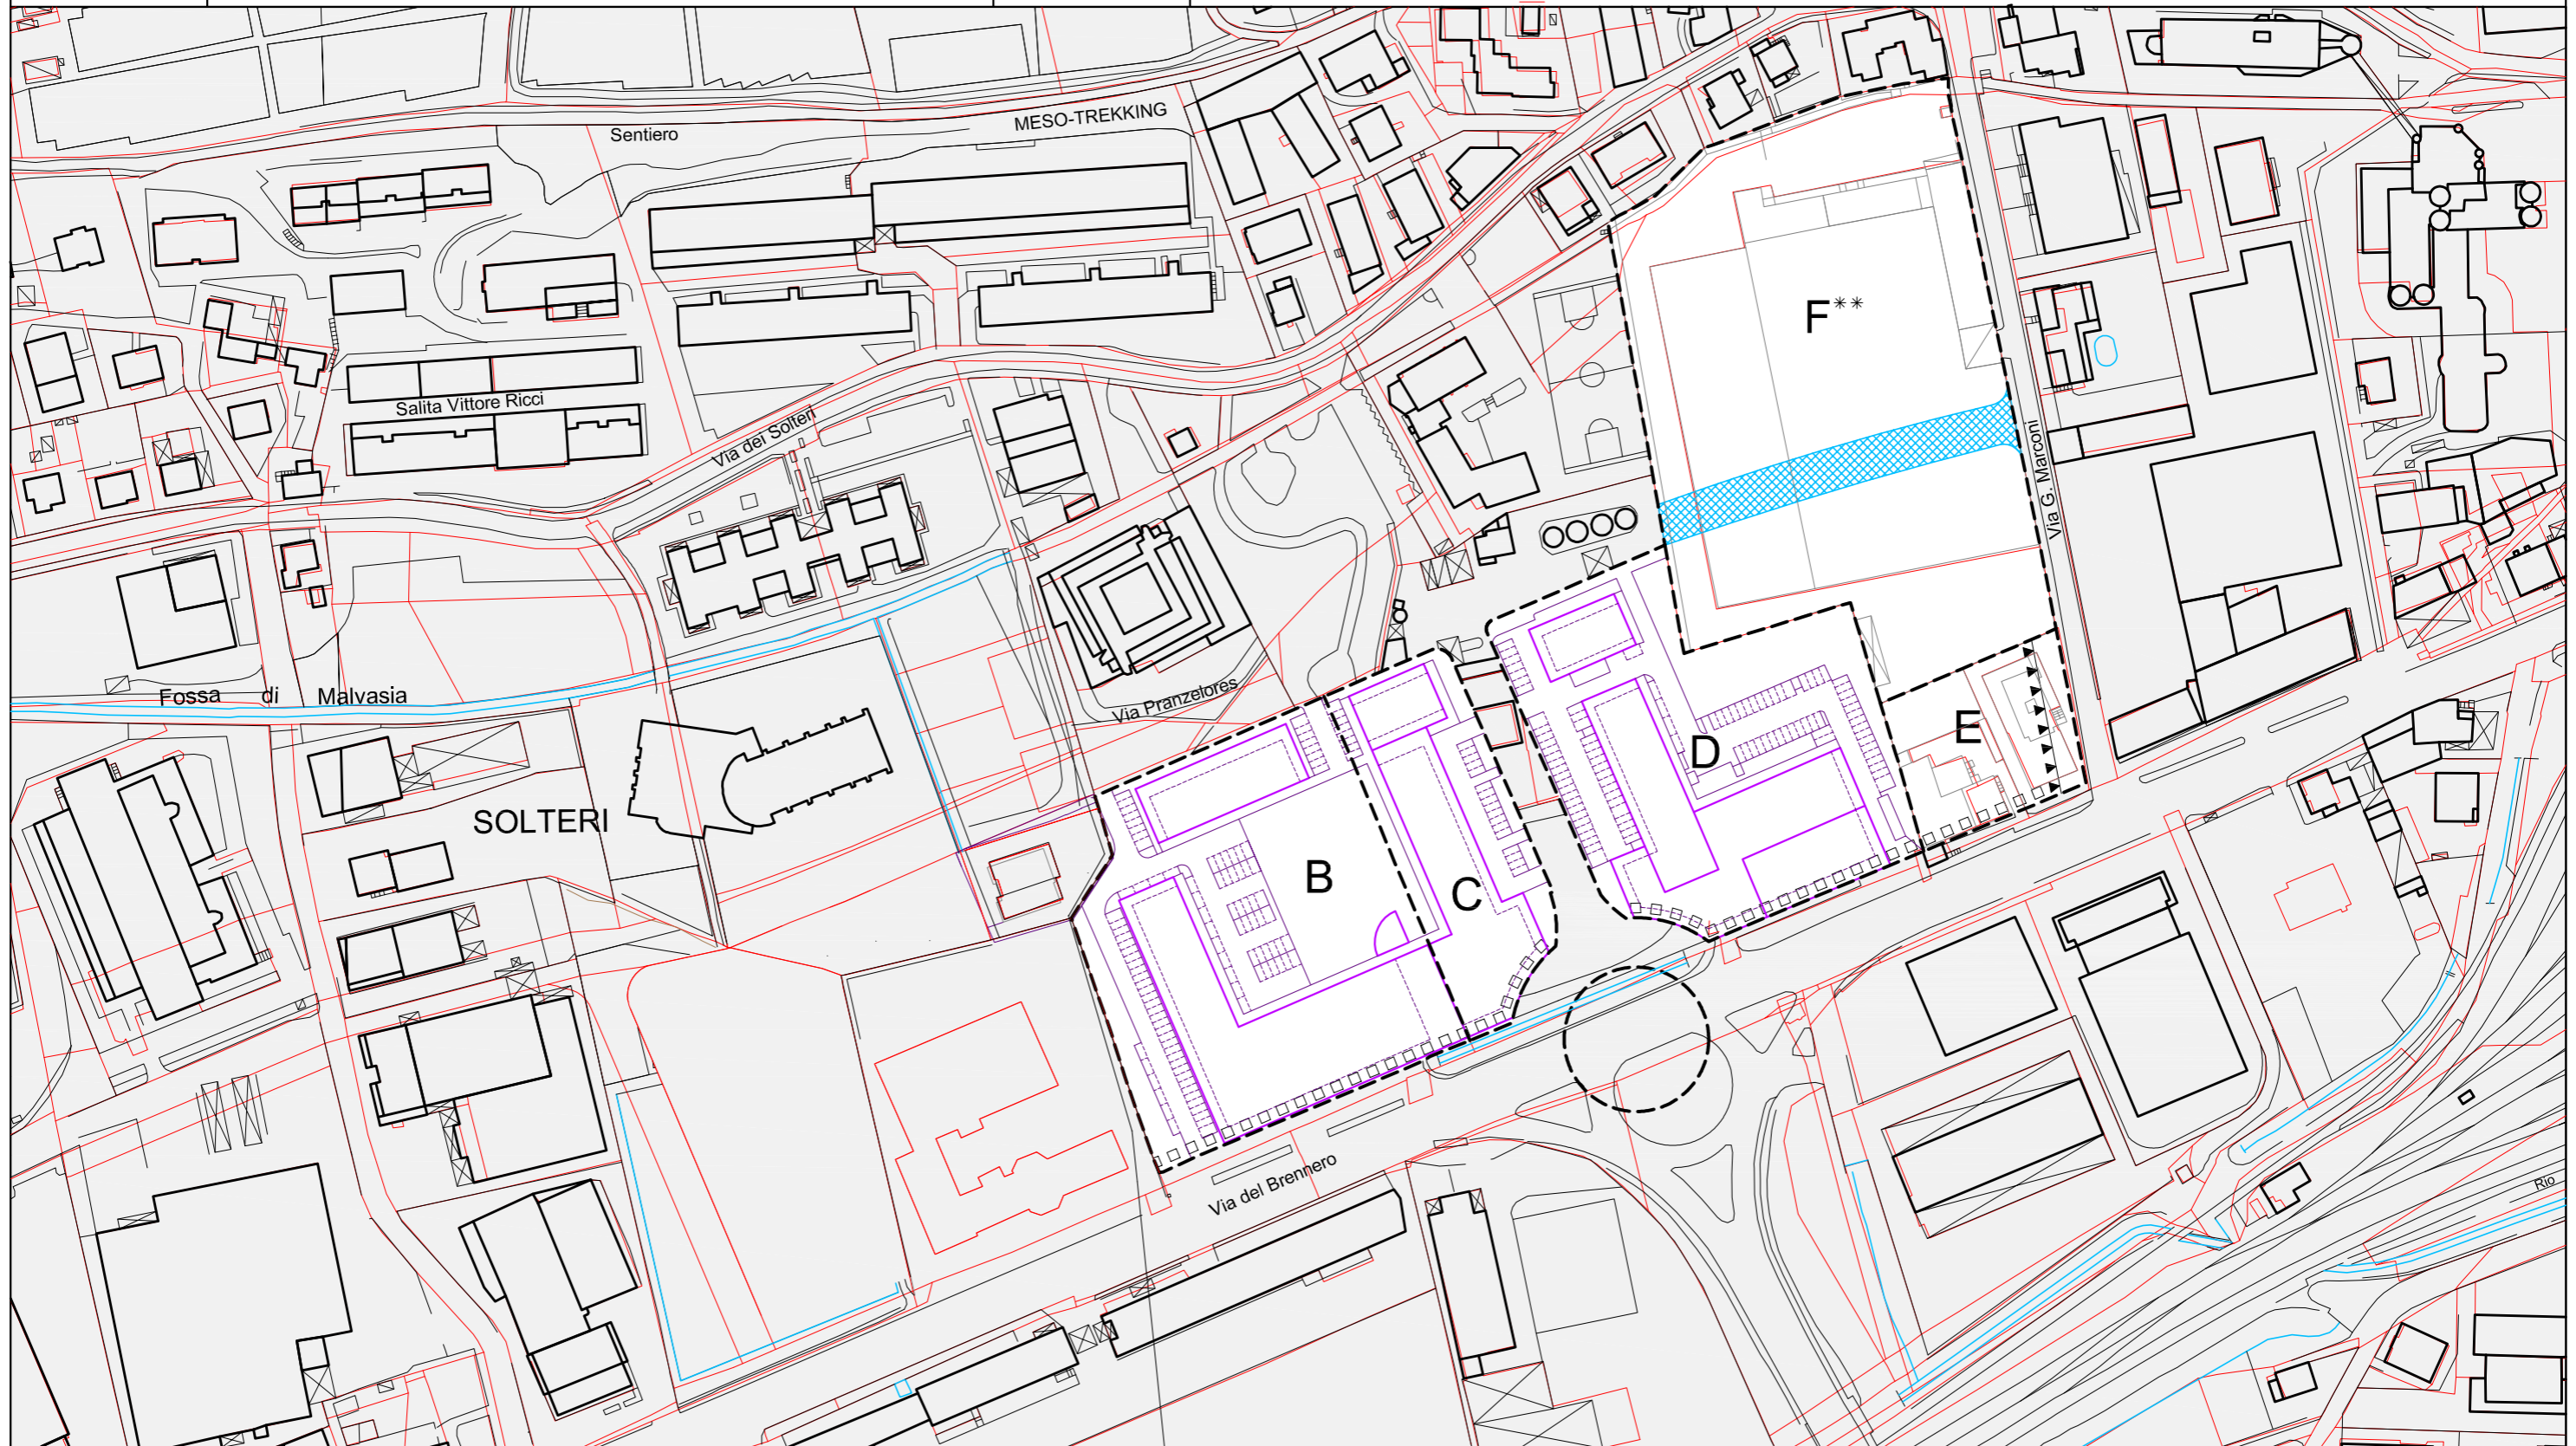 MESO-TREKKING
Sentiero
F**
Salita Vittore Ricci
Via dei Solteri
Via G. Marconi
Fossa di Malvasia
Via Pranzelores
E
D
SOLTERI
B
C
Via del Brennero
Rio